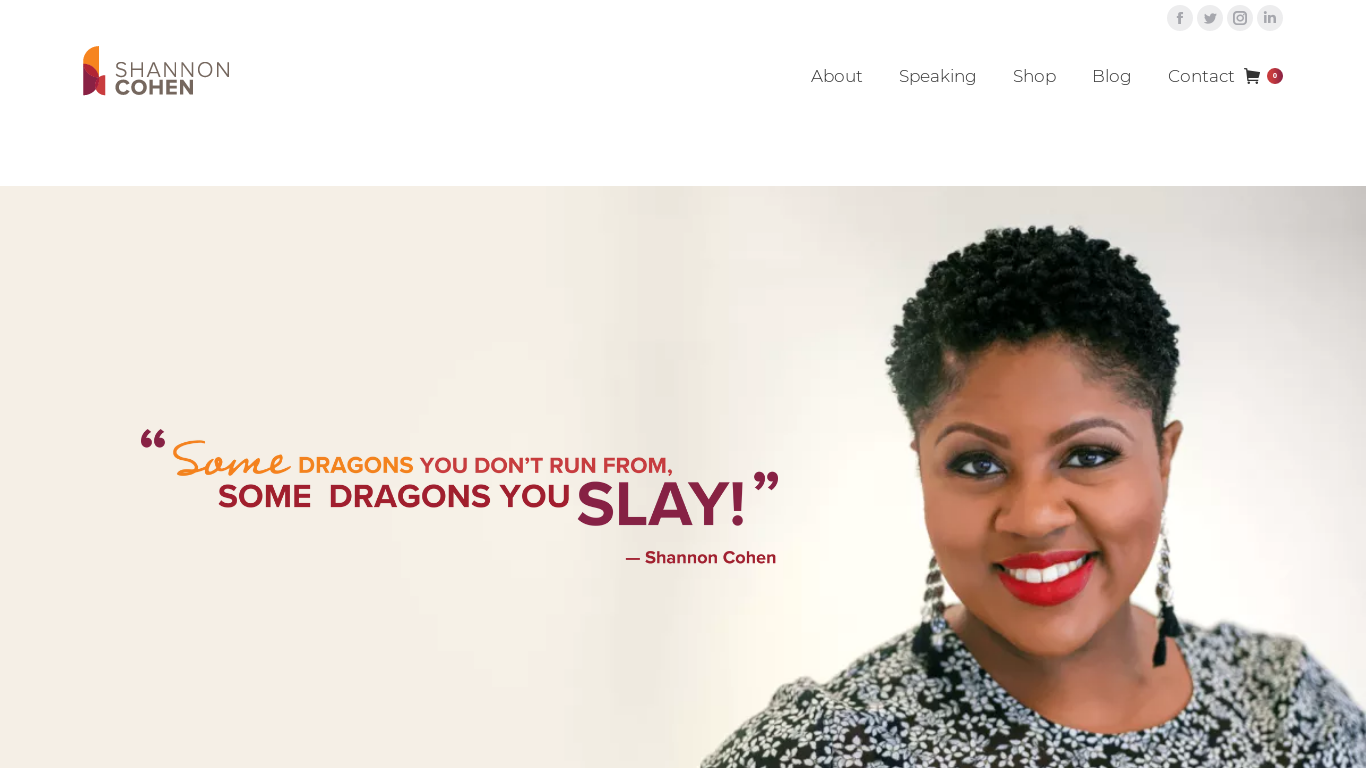 SHANNON
COHEN
About Speaking Shop Blog Contact 0
“Some DRAGONS YOU DON’T RUN FROM,
SOME DRAGONS YOU SLAY!”
— Shannon Cohen